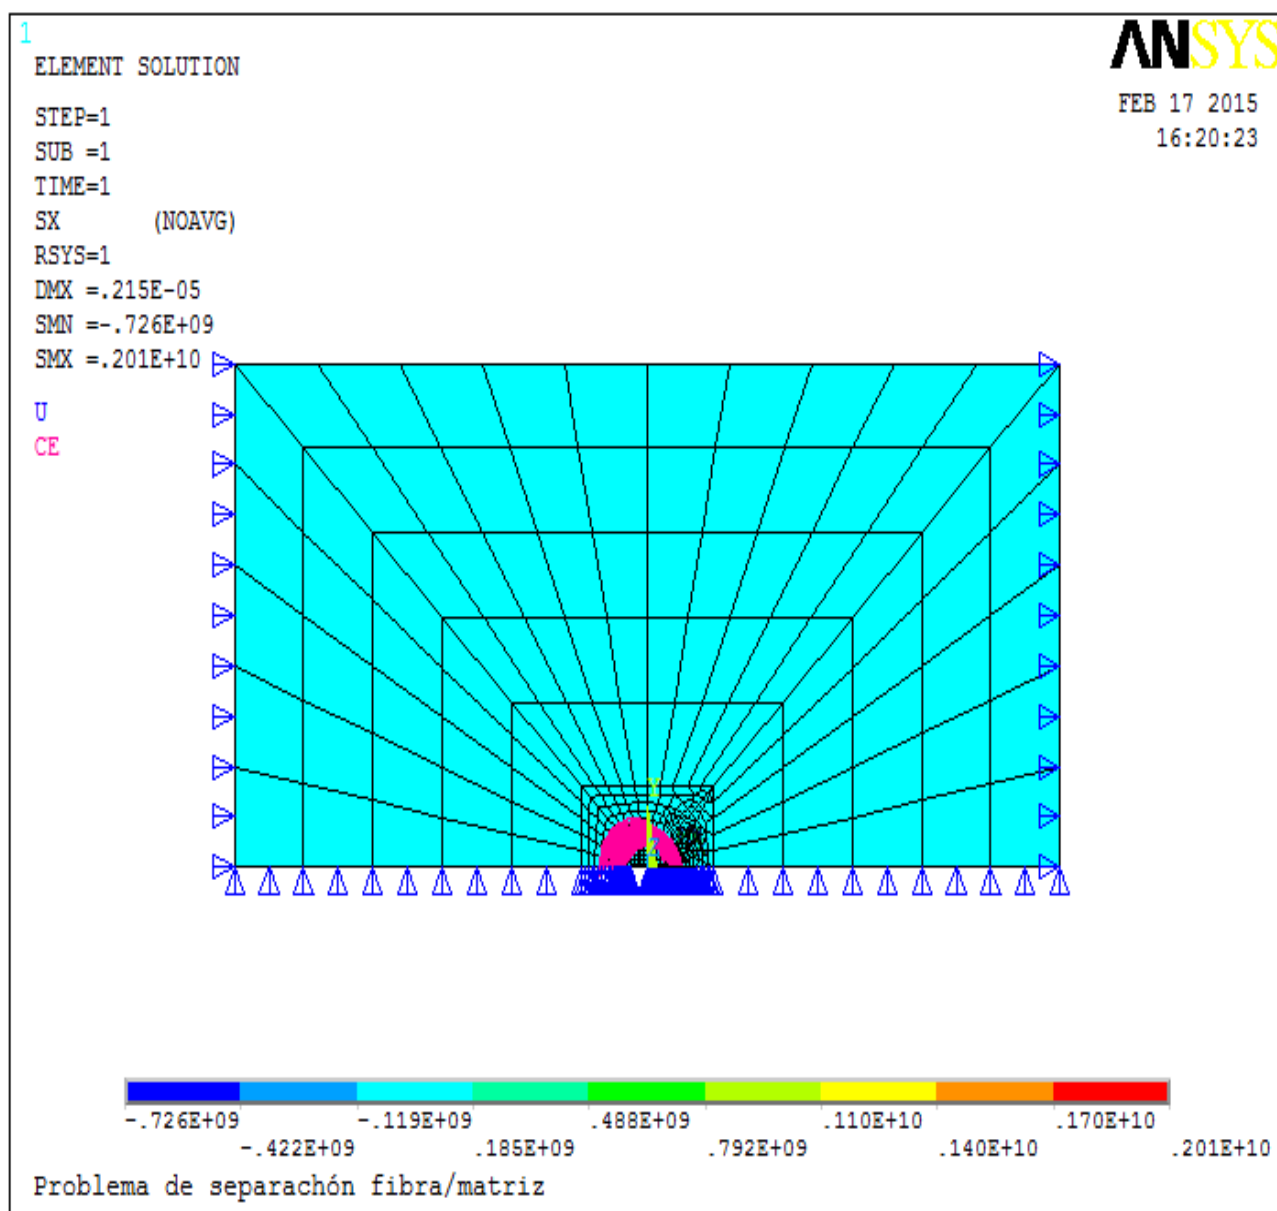 1
ANSYS
ELEMENT SOLUTION
FEB 17 2015
16:20:23
STEP=1
SUB =1
TIME=1
SX (NOAVG)
RSYS=1
DMX =.215E-05
SMN =-.726E+09
SMX =.201E+10
U
CE
Y
-.726E+09 -.119E+09 .488E+09 .110E+10 .170E+10
-.422E+09 .185E+09 .792E+09 .140E+10 .201E+10
Problema de separachón fibra/matriz